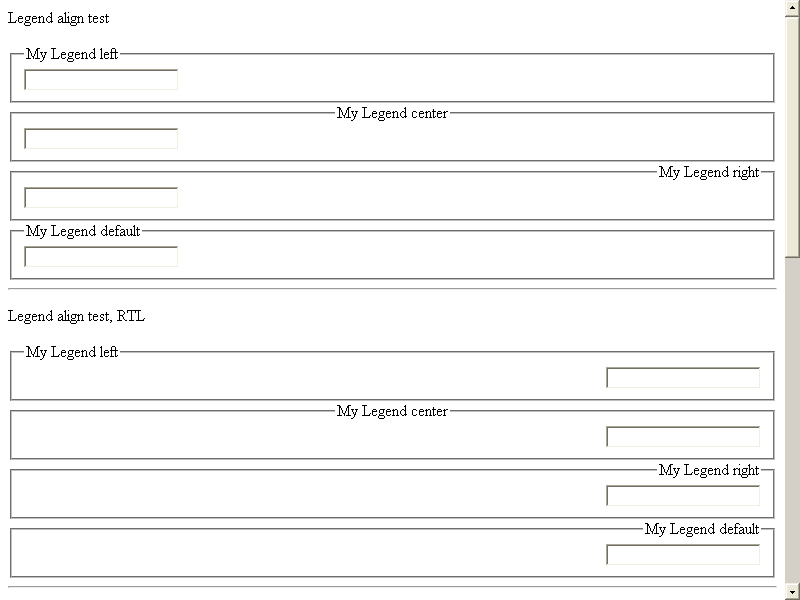 Legend align test
My Legend left
My Legend center
My Legend right
My Legend default
Legend align test, RTL
My Legend left
My Legend center
My Legend right
My Legend default